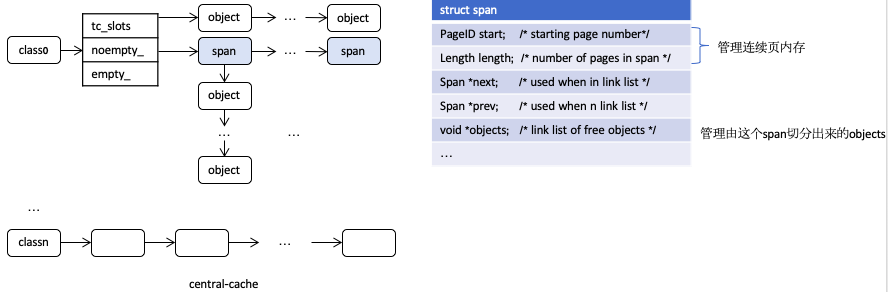 class0
tc_slots
noempty_
empty_
object
...
object
span
...
span
object
...
object
...
...
classn
...
central-cache
struct span
PageID start; /* starting page number*/
Length length; /* number of pages in span */
Span *next; /* used when in link list */
Span *prev; /* used when n link list */
void *objects; /* link list of free objects */
...
管理连续页内存
管理由这个span切分出来的objects